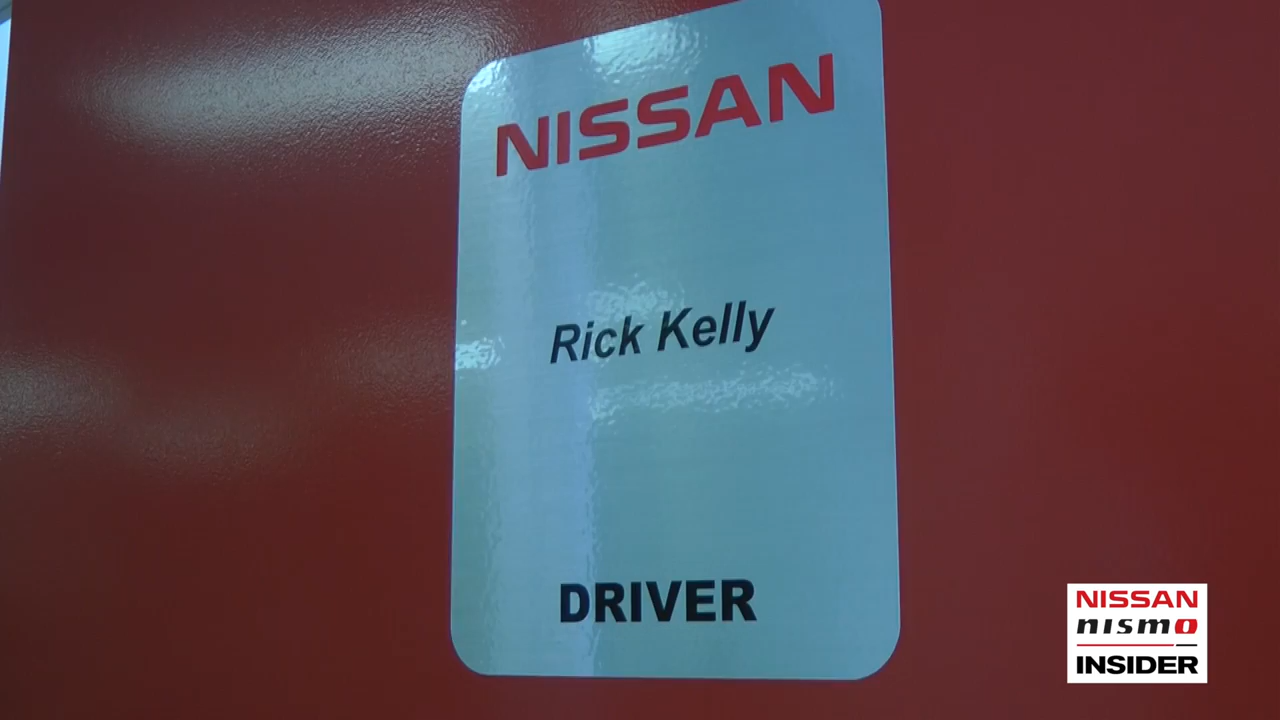 NISSAN
Rick Kelly
DRIVER
NISSAN
nismo
INSIDER